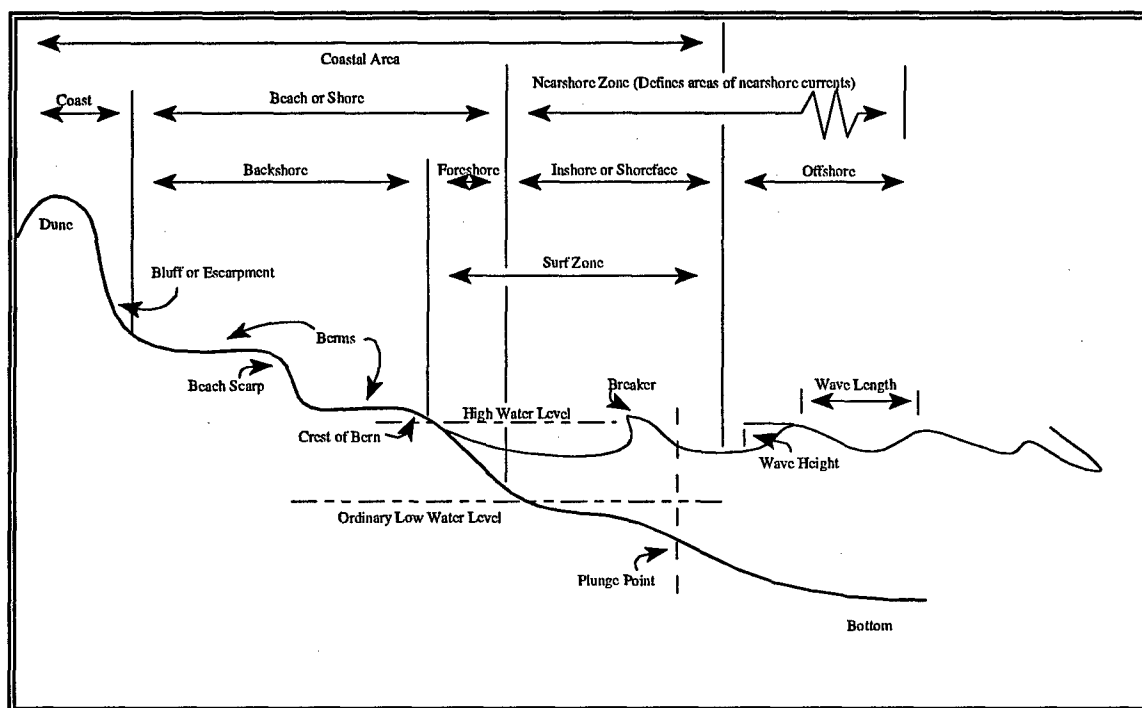 Coastal Area
Nearshore Zone (Defines areas of nearshore currents)
Coast
Beach or Shore
Backshore
Foreshore
Inshore or Shoreface
Offshore
Dune
Surf Zone
Bluff or Escarpment
Berms
Beach Scarp
Breaker
Wave Length
High Water Level
Crest of Bern
Wave Height
Ordinary Low Water Level
Plunge Point
Bottom